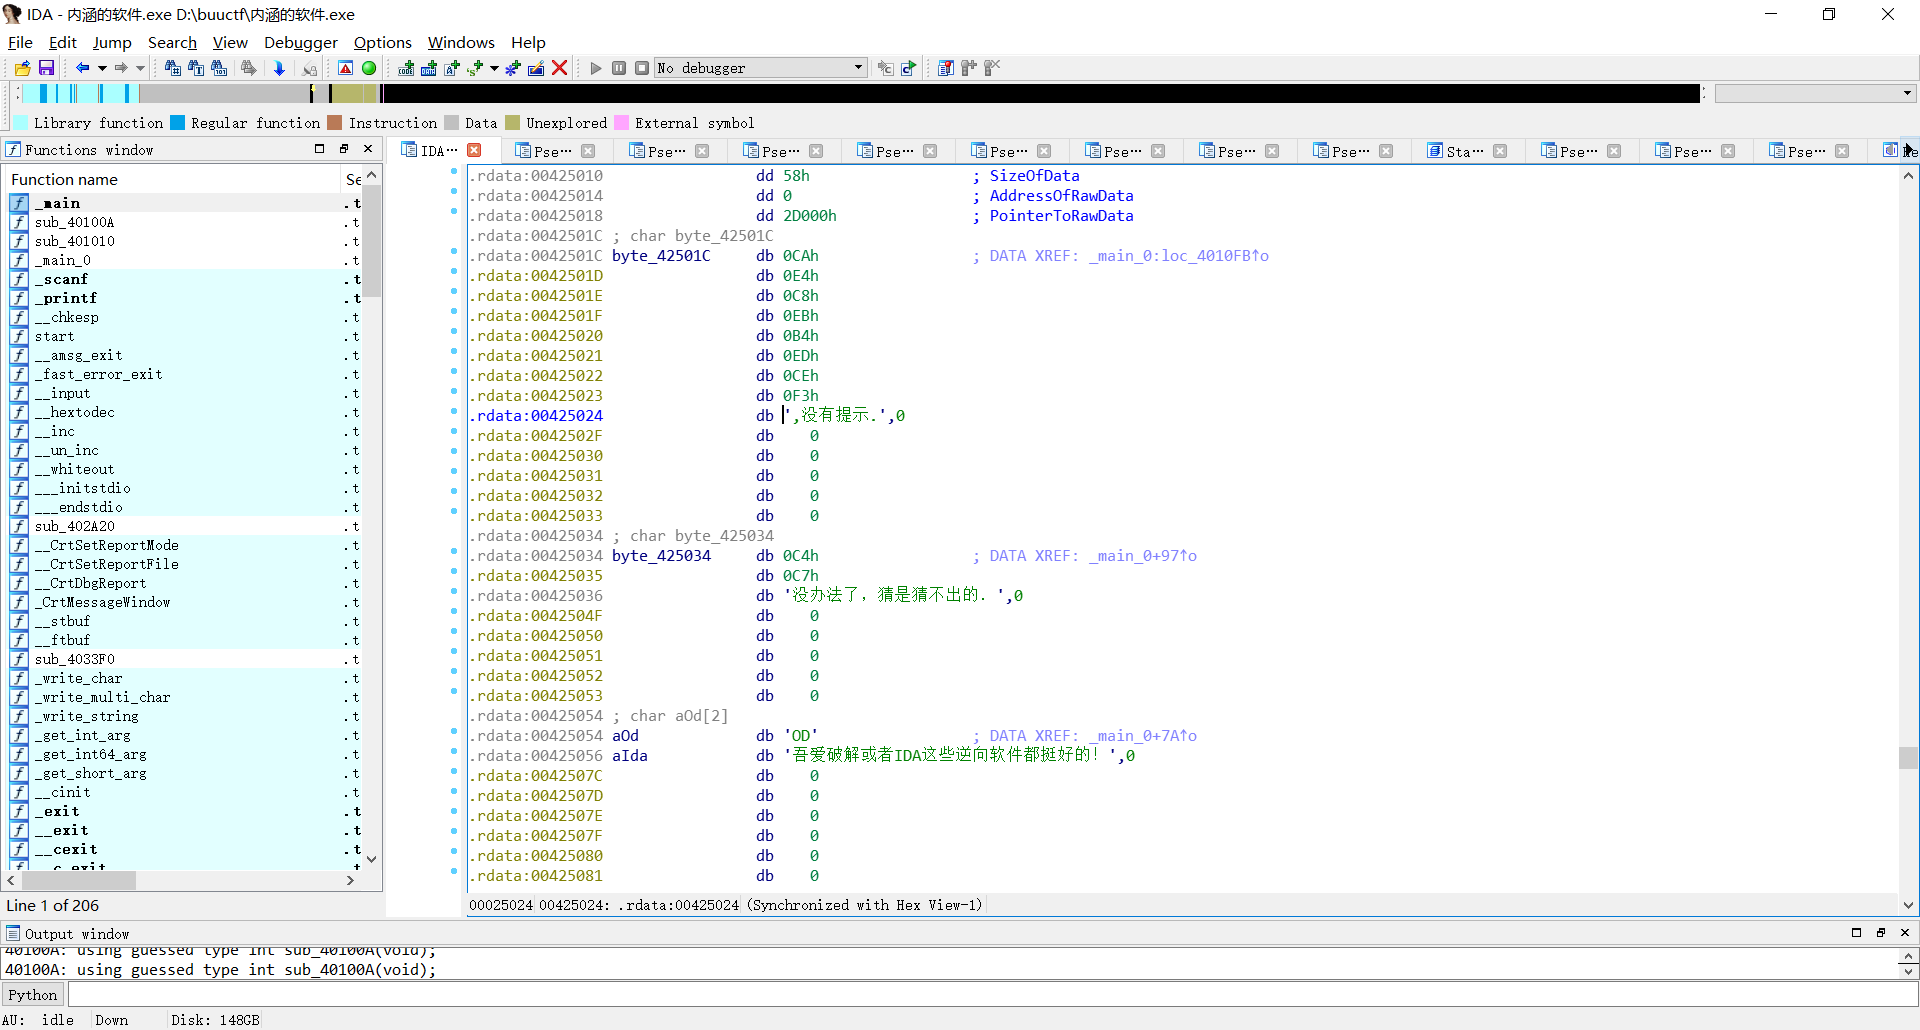 IDA - 内涵的软件.exe D:\buuctf\内涵的软件.exe
File Edit Jump Search View Debugger Options Windows Help
No debugger
Library function Regular function Instruction Data Unexplored External symbol
Functions window
IDA··· Pse··· Pse··· Pse··· Pse··· Pse··· Pse··· Pse··· Pse··· Sta··· Pse··· Pse··· Pse···
Function name Se
_main .t
sub_40100A .t
sub_401010 .t
_main_0 .t
_scanf .t
_printf .t
__chkesp .t
start .t
__amsg_exit .t
_fast_error_exit .t
__input .t
__hextodec .t
__inc .t
__un_inc .t
__whiteout .t
___initstdio .t
___endstdio .t
sub_402A20 .t
__CrtSetReportMode .t
__CrtSetReportFile .t
__CrtDbgReport .t
_CrtMessageWindow .t
__stbuf .t
__ftbuf .t
sub_4033F0 .t
_write_char .t
_write_multi_char .t
_write_string .t
_get_int_arg .t
_get_int64_arg .t
_get_short_arg .t
__cinit .t
_exit .t
__exit .t
__cexit .t
__c_exit .t
Line 1 of 206
.rdata:00425010 dd 58h ; SizeOfData
.rdata:00425014 dd 0 ; AddressOfRawData
.rdata:00425018 dd 2D000h ; PointerToRawData
.rdata:0042501C ; char byte_42501C
.rdata:0042501C byte_42501C db 0CAh ; DATA XREF: _main_0:loc_4010FB↑o
.rdata:0042501D db 0E4h
.rdata:0042501E db 0C8h
.rdata:0042501F db 0EBh
.rdata:00425020 db 0B4h
.rdata:00425021 db 0EDh
.rdata:00425022 db 0CEh
.rdata:00425023 db 0F3h
.rdata:00425024 db ',没有提示.',0
.rdata:0042502F db 0
.rdata:00425030 db 0
.rdata:00425031 db 0
.rdata:00425032 db 0
.rdata:00425033 db 0
.rdata:00425034 ; char byte_425034
.rdata:00425034 byte_425034 db 0C4h ; DATA XREF: _main_0+97↑o
.rdata:00425035 db 0C7h
.rdata:00425036 db '没办法了，猜是猜不出的．',0
.rdata:0042504F db 0
.rdata:00425050 db 0
.rdata:00425051 db 0
.rdata:00425052 db 0
.rdata:00425053 db 0
.rdata:00425054 ; char aOd[2]
.rdata:00425054 aOd db 'OD' ; DATA XREF: _main_0+7A↑o
.rdata:00425056 aIda db '吾爱破解或者IDA这些逆向软件都挺好的！',0
.rdata:0042507C db 0
.rdata:0042507D db 0
.rdata:0042507E db 0
.rdata:0042507F db 0
.rdata:00425080 db 0
.rdata:00425081 db 0
00025024 00425024: .rdata:00425024 (Synchronized with Hex View-1)
Output window
40100A: using guessed type int sub_40100A(void);
40100A: using guessed type int sub_40100A(void);
Python
AU: idle Down Disk: 148GB